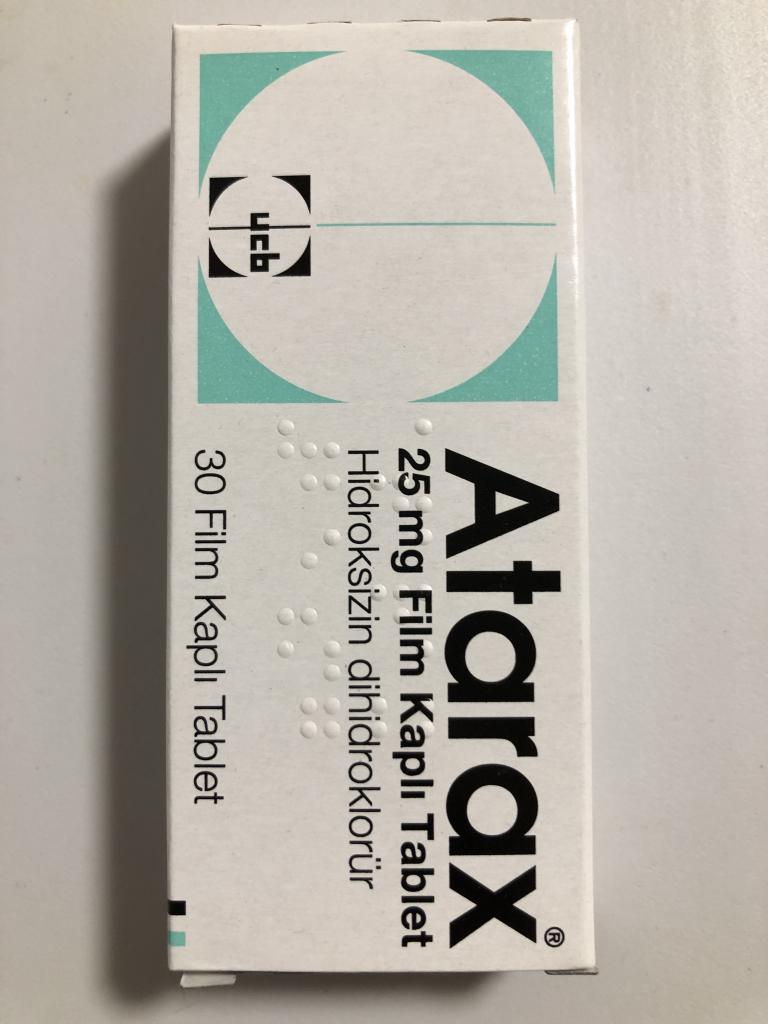 ucb
Atarax®
25 mg Film Kaplı Tablet
Hidroksizin dihidroklorür
30 Film Kaplı Tablet